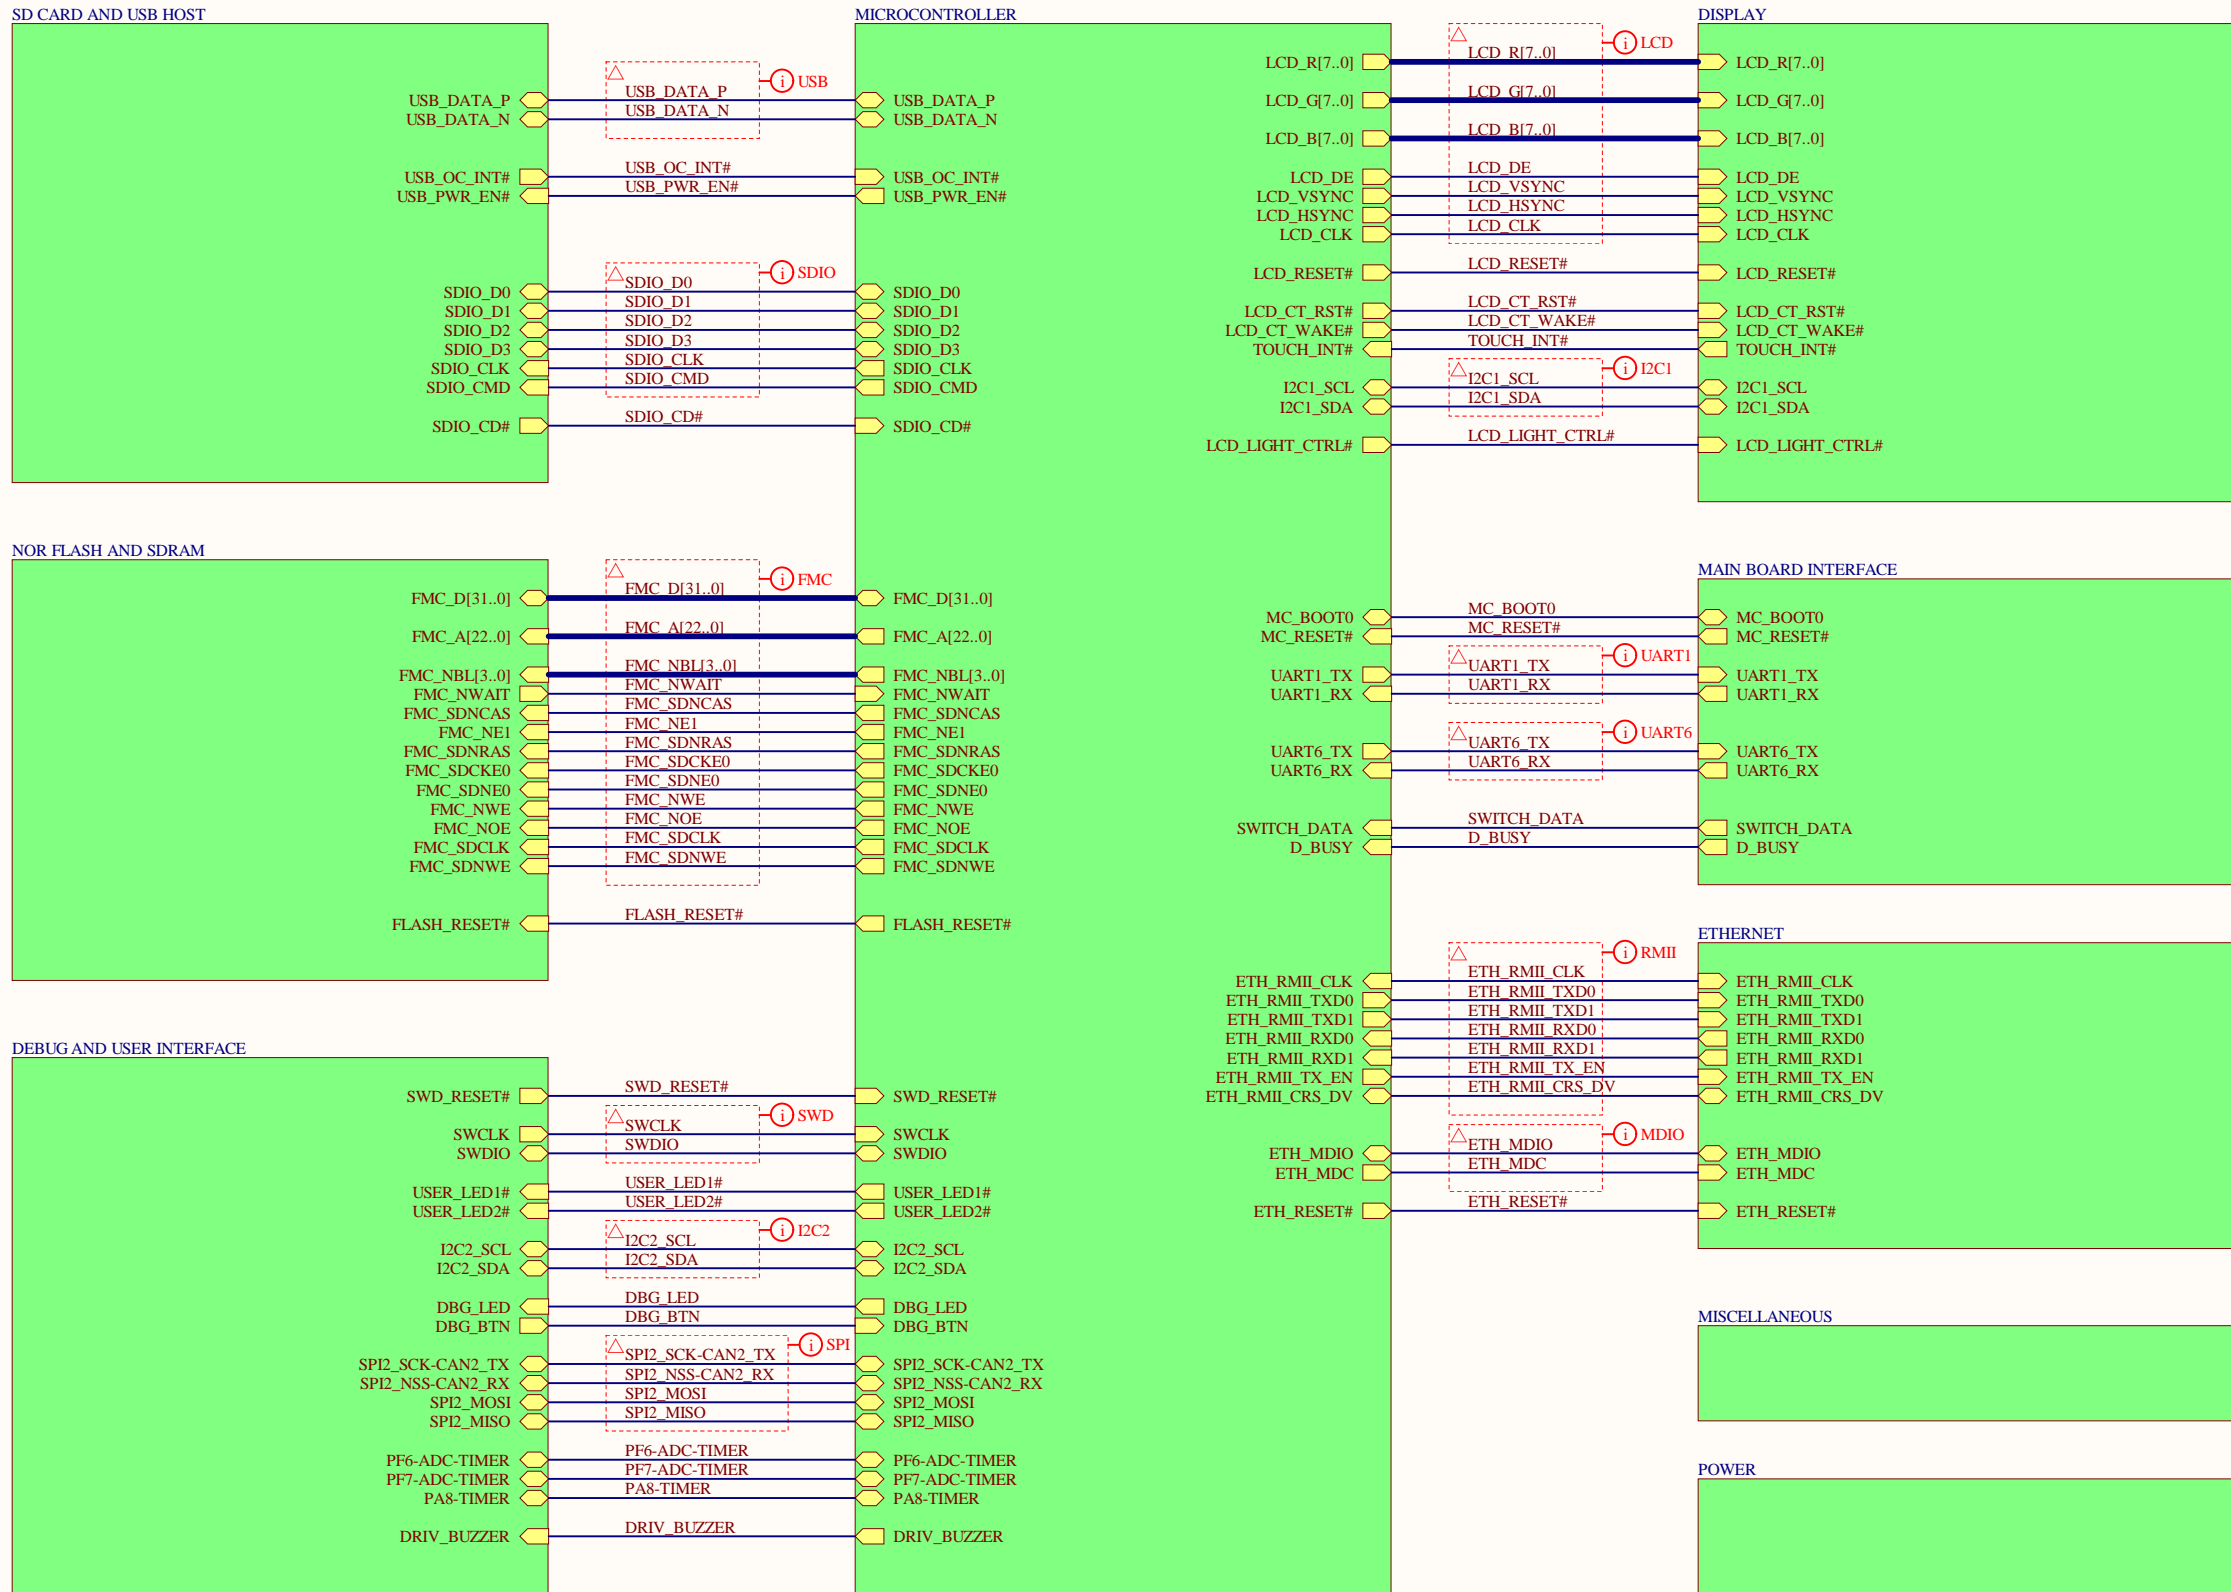 SD CARD AND USB HOST
USB_DATA_P
USB_DATA_N
USB_OC_INT#
USB_PWR_EN#
SDIO_D0
SDIO_D1
SDIO_D2
SDIO_D3
SDIO_CLK
SDIO_CMD
SDIO_CD#
USB
USB_DATA_P
USB_DATA_N
USB_OC_INT#
USB_PWR_EN#
SDIO
SDIO_D0
SDIO_D1
SDIO_D2
SDIO_D3
SDIO_CLK
SDIO_CMD
SDIO_CD#
NOR FLASH AND SDRAM
FMC_D[31..0]
FMC_A[22..0]
FMC_NBL[3..0]
FMC_NWAIT
FMC_SDNCAS
FMC_NE1
FMC_SDNRAS
FMC_SDCKE0
FMC_SDNE0
FMC_NWE
FMC_NOE
FMC_SDCLK
FMC_SDNWE
FLASH_RESET#
FMC
FMC_D[31..0]
FMC_A[22..0]
FMC_NBL[3..0]
FMC_NWAIT
FMC_SDNCAS
FMC_NE1
FMC_SDNRAS
FMC_SDCKE0
FMC_SDNE0
FMC_NWE
FMC_NOE
FMC_SDCLK
FMC_SDNWE
FLASH_RESET#
DEBUG AND USER INTERFACE
SWD_RESET#
SWCLK
SWDIO
USER_LED1#
USER_LED2#
I2C2_SCL
I2C2_SDA
DBG_LED
DBG_BTN
SPI2_SCK-CAN2_TX
SPI2_NSS-CAN2_RX
SPI2_MOSI
SPI2_MISO
PF6-ADC-TIMER
PF7-ADC-TIMER
PA8-TIMER
DRIV_BUZZER
SWD_RESET#
SWD
SWCLK
SWDIO
USER_LED1#
USER_LED2#
I2C2
I2C2_SCL
I2C2_SDA
DBG_LED
DBG_BTN
SPI
SPI2_SCK-CAN2_TX
SPI2_NSS-CAN2_RX
SPI2_MOSI
SPI2_MISO
PF6-ADC-TIMER
PF7-ADC-TIMER
PA8-TIMER
DRIV_BUZZER
MICROCONTROLLER
USB_DATA_P
USB_DATA_N
USB_OC_INT#
USB_PWR_EN#
SDIO_D0
SDIO_D1
SDIO_D2
SDIO_D3
SDIO_CLK
SDIO_CMD
SDIO_CD#
FMC_D[31..0]
FMC_A[22..0]
FMC_NBL[3..0]
FMC_NWAIT
FMC_SDNCAS
FMC_NE1
FMC_SDNRAS
FMC_SDCKE0
FMC_SDNE0
FMC_NWE
FMC_NOE
FMC_SDCLK
FMC_SDNWE
FLASH_RESET#
SWD_RESET#
SWCLK
SWDIO
USER_LED1#
USER_LED2#
I2C2_SCL
I2C2_SDA
DBG_LED
DBG_BTN
SPI2_SCK-CAN2_TX
SPI2_NSS-CAN2_RX
SPI2_MOSI
SPI2_MISO
PF6-ADC-TIMER
PF7-ADC-TIMER
PA8-TIMER
DRIV_BUZZER
LCD_R[7..0]
LCD_G[7..0]
LCD_B[7..0]
LCD_DE
LCD_VSYNC
LCD_HSYNC
LCD_CLK
LCD_RESET#
LCD_CT_RST#
LCD_CT_WAKE#
TOUCH_INT#
I2C1_SCL
I2C1_SDA
LCD_LIGHT_CTRL#
MC_BOOT0
MC_RESET#
UART1_TX
UART1_RX
UART6_TX
UART6_RX
SWITCH_DATA
D_BUSY
ETH_RMII_CLK
ETH_RMII_TXD0
ETH_RMII_TXD1
ETH_RMII_RXD0
ETH_RMII_RXD1
ETH_RMII_TX_EN
ETH_RMII_CRS_DV
ETH_MDIO
ETH_MDC
ETH_RESET#
LCD
LCD_R[7..0]
LCD_G[7..0]
LCD_B[7..0]
LCD_DE
LCD_VSYNC
LCD_HSYNC
LCD_CLK
LCD_RESET#
LCD_CT_RST#
LCD_CT_WAKE#
TOUCH_INT#
I2C1
I2C1_SCL
I2C1_SDA
LCD_LIGHT_CTRL#
MC_BOOT0
MC_RESET#
UART1
UART1_TX
UART1_RX
UART6
UART6_TX
UART6_RX
SWITCH_DATA
D_BUSY
RMII
ETH_RMII_CLK
ETH_RMII_TXD0
ETH_RMII_TXD1
ETH_RMII_RXD0
ETH_RMII_RXD1
ETH_RMII_TX_EN
ETH_RMII_CRS_DV
MDIO
ETH_MDIO
ETH_MDC
ETH_RESET#
DISPLAY
LCD_R[7..0]
LCD_G[7..0]
LCD_B[7..0]
LCD_DE
LCD_VSYNC
LCD_HSYNC
LCD_CLK
LCD_RESET#
LCD_CT_RST#
LCD_CT_WAKE#
TOUCH_INT#
I2C1_SCL
I2C1_SDA
LCD_LIGHT_CTRL#
MAIN BOARD INTERFACE
MC_BOOT0
MC_RESET#
UART1_TX
UART1_RX
UART6_TX
UART6_RX
SWITCH_DATA
D_BUSY
ETHERNET
ETH_RMII_CLK
ETH_RMII_TXD0
ETH_RMII_TXD1
ETH_RMII_RXD0
ETH_RMII_RXD1
ETH_RMII_TX_EN
ETH_RMII_CRS_DV
ETH_MDIO
ETH_MDC
ETH_RESET#
MISCELLANEOUS
POWER